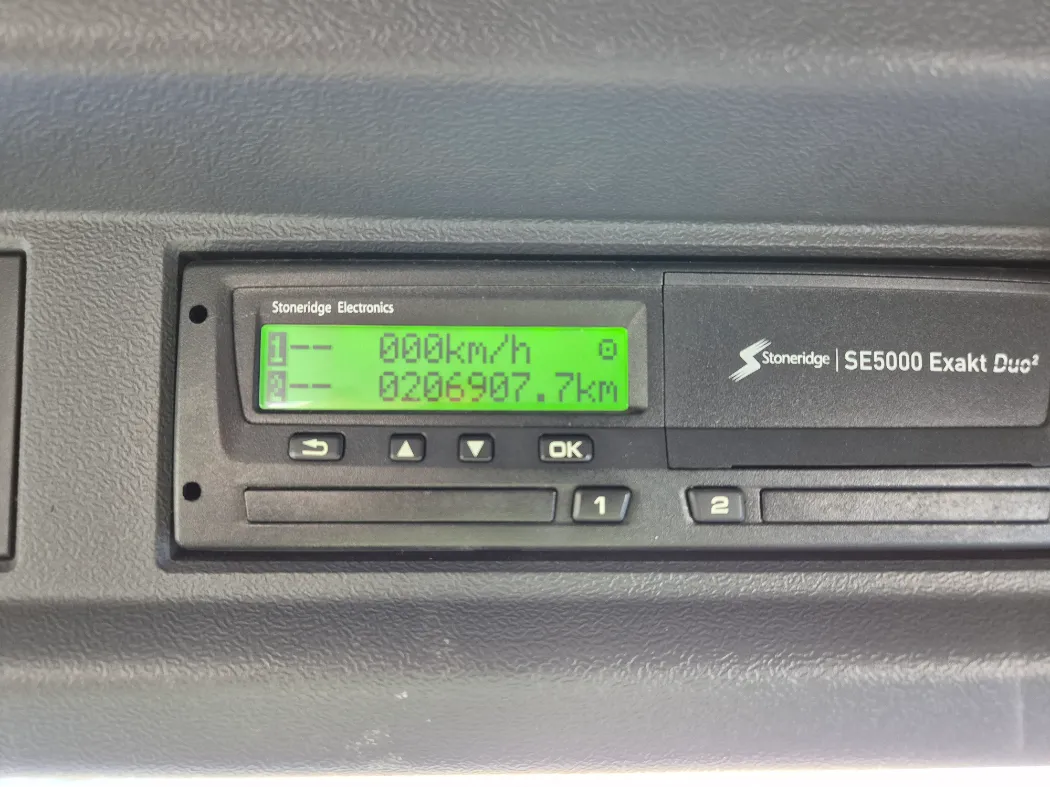 Stoneridge Electronics
1-- 000km/h
2-- 0206907.7km
Stoneridge | SE5000 Exakt Duo²
OK
1
2